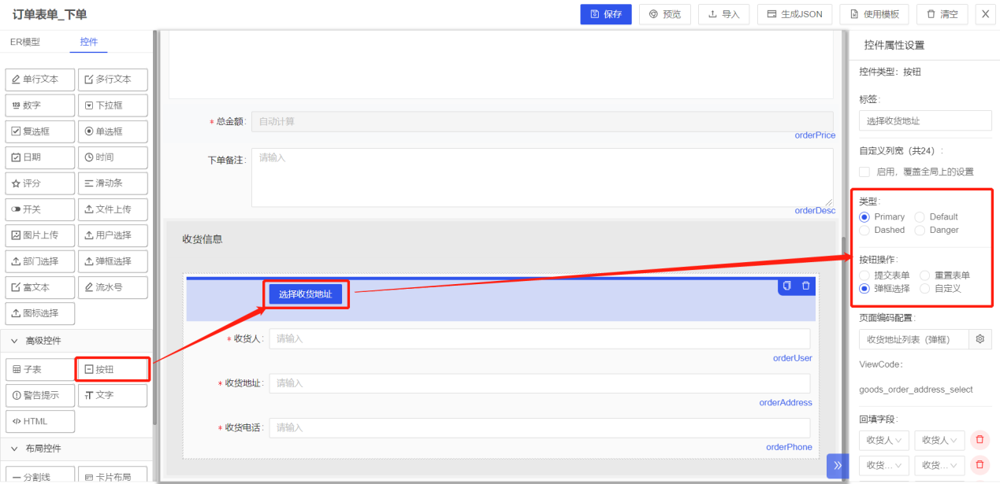 订单表单_下单
保存 预览 导入 生成JSON 使用模板 清空
ER模型 控件
单行文本 多行文本
数字 下拉框
复选框 单选框
日期 时间
评分 滑动条
开关 文件上传
图片上传 用户选择
部门选择 弹框选择
富文本 流水号
图标选择
高级控件
子表 按钮
警告提示 文字
HTML
布局控件
分割线 卡片布局
* 总金额: 自动计算
orderPrice
下单备注: 请输入
orderDesc
收货信息
选择收货地址
* 收货人: 请输入
orderUser
* 收货地址: 请输入
orderAddress
* 收货电话: 请输入
orderPhone
控件属性设置
控件类型: 按钮
标签:
选择收货地址
自定义列宽（共24）:
启用，覆盖全局上的设置
类型:
Primary Default
Dashed Danger
按钮操作:
提交表单 重置表单
弹框选择 自定义
页面编码配置:
收货地址列表（弹框）
ViewCode:
goods_order_address_select
回填字段:
收货人 收货人
收货... 收货...